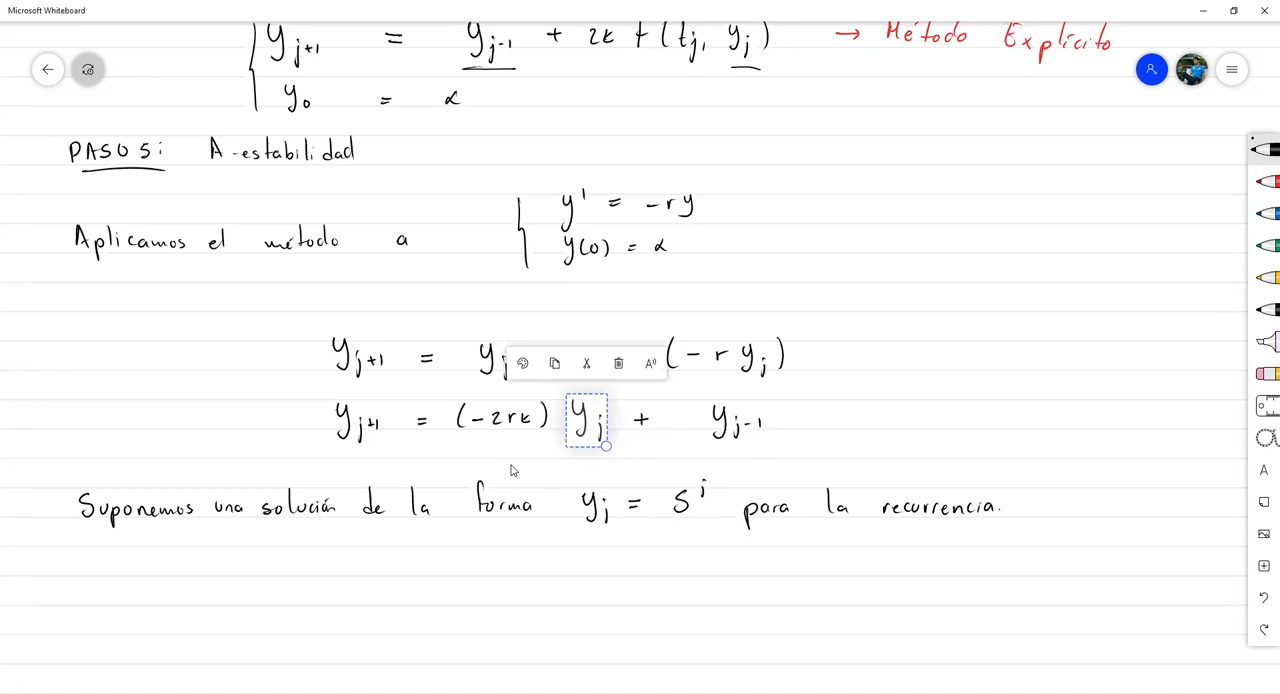 Microsoft Whiteboard
y_{j+1} = y_{j-1} + 2k f(t_j, y_j) → Método Explícito
y_0 = α
PASO 5: A-estabilidad
y' = -ry
Aplicamos el método a
y(0) = α
y_{j+1} = y_j (-r y_j)
y_{j+1} = (-2rk) y_j + y_{j-1}
Suponemos una solución de la forma y_j = s^j para la recurrencia.